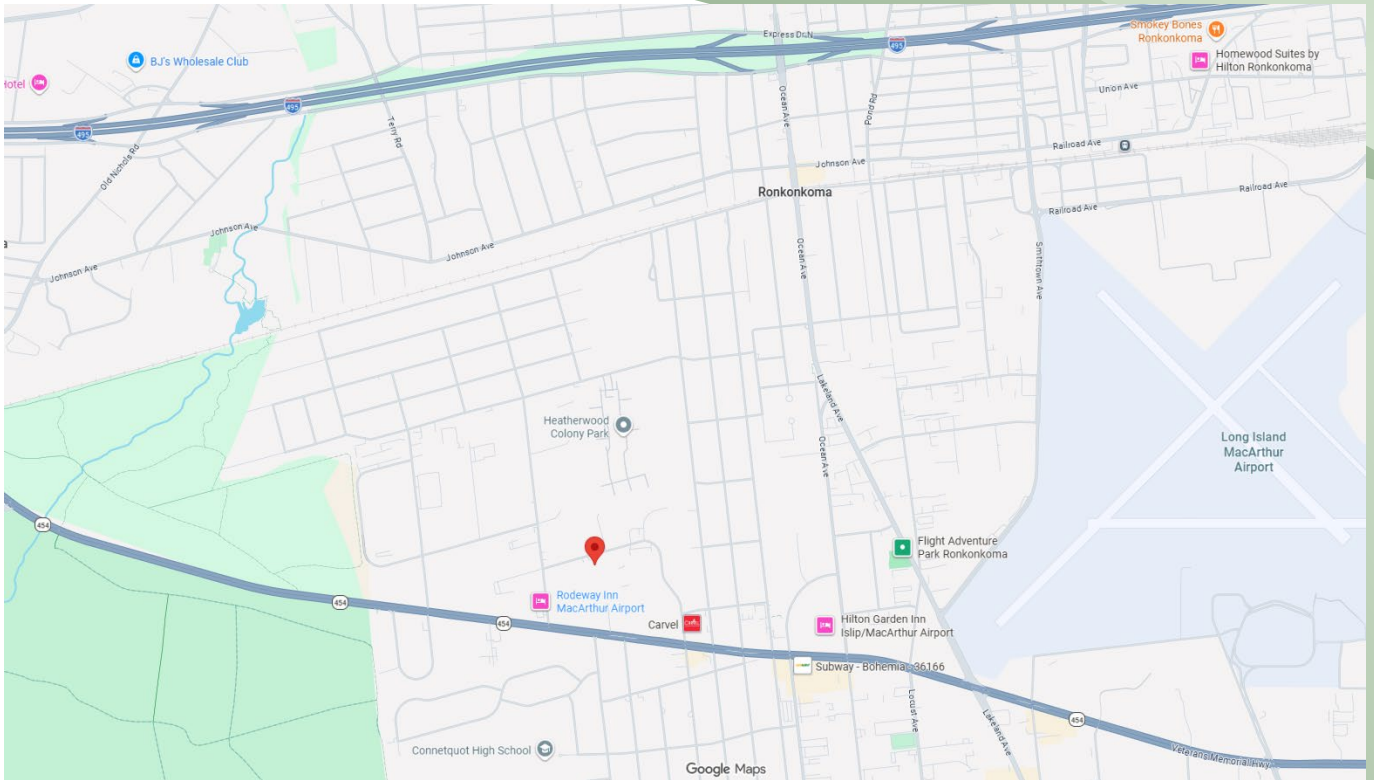 Express Dr N
Smokey Bones
Ronkonkoma
495
Homewood Suites by
Hilton Ronkonkoma
BJ's Wholesale Club
Hotel
Union Ave
Ocean Ave
Pond Rd
495
495
Terry Rd
Old Nichols Rd
Railroad Ave
Johnson Ave
Ronkonkoma
Railroad Ave
Railroad Ave
Johnson Ave
Johnson Ave
Johnson Ave
Ocean Ave
Smithtown Ave
Lakeland Ave
Heatherwood
Colony Park
Ocean Ave
Long Island
MacArthur
Airport
454
Flight Adventure
Park Ronkonkoma
Rodeway Inn
MacArthur Airport
454
454
Carvel
Hilton Garden Inn
Islip/MacArthur Airport
Subway - Bohemia - 36166
Locust Ave
Lakeland Ave
454
Connetquot High School
Veterans Memorial Hwy
Google Maps